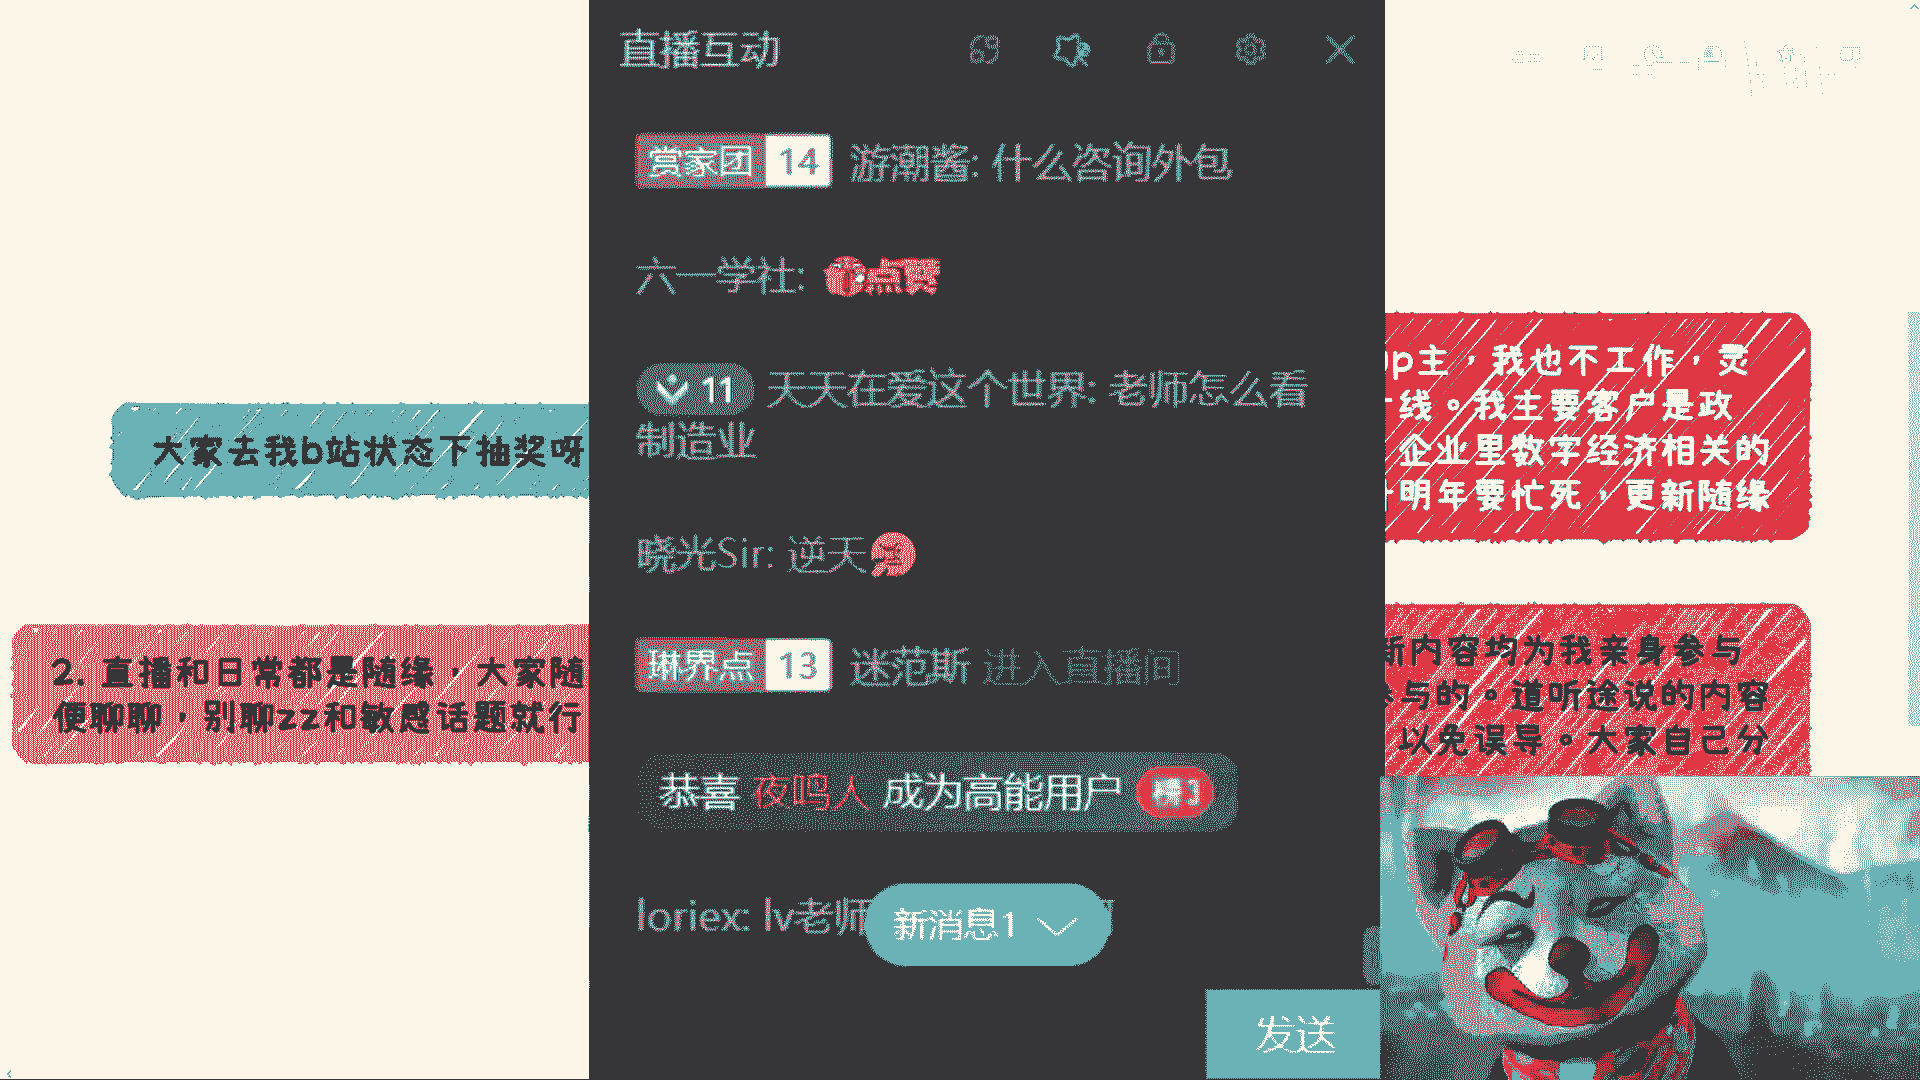 直播互动
赏家团 14 游潮酱: 什么咨询外包
六一学社: 点赞
11 天天在爱这个世界: 老师怎么看
制造业
晓光Sir: 逆天
琳界点 13 迷范斯 进入直播间
恭喜 夜鸣人 成为高能用户 榜3
loriex: lv老师
新消息1
发送
大家去我b站状态下抽奖呀
2. 直播和日常都是随缘，大家随
便聊聊，别聊zz和敏感话题就行
up主，我也不工作，灵
线。我主要客户是政
企业里数字经济相关的
明年要忙死，更新随缘
新内容均为我亲身参与
参与的。道听途说的内容
以免误导。大家自己分